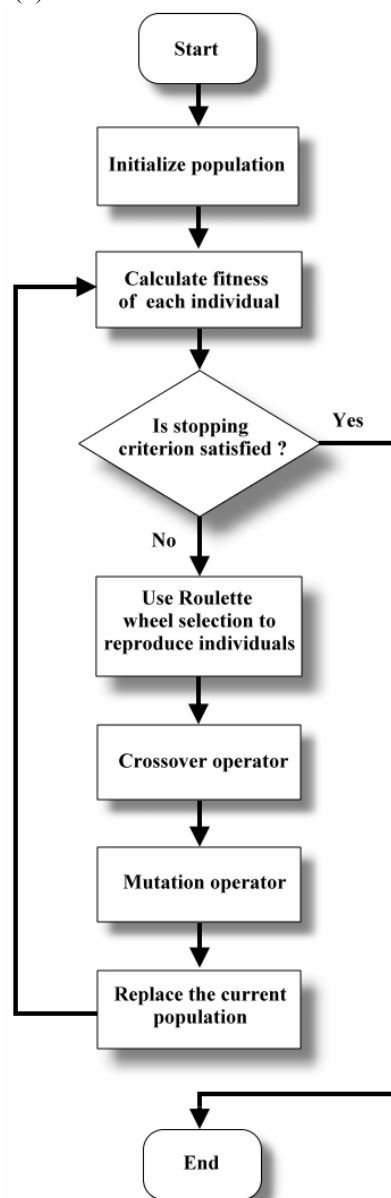 Start
Initialize population
Calculate fitness
of each individual
Is stopping
criterion satisfied ?
Yes
No
Use Roulette
wheel selection to
reproduce individuals
Crossover operator
Mutation operator
Replace the current
population
End